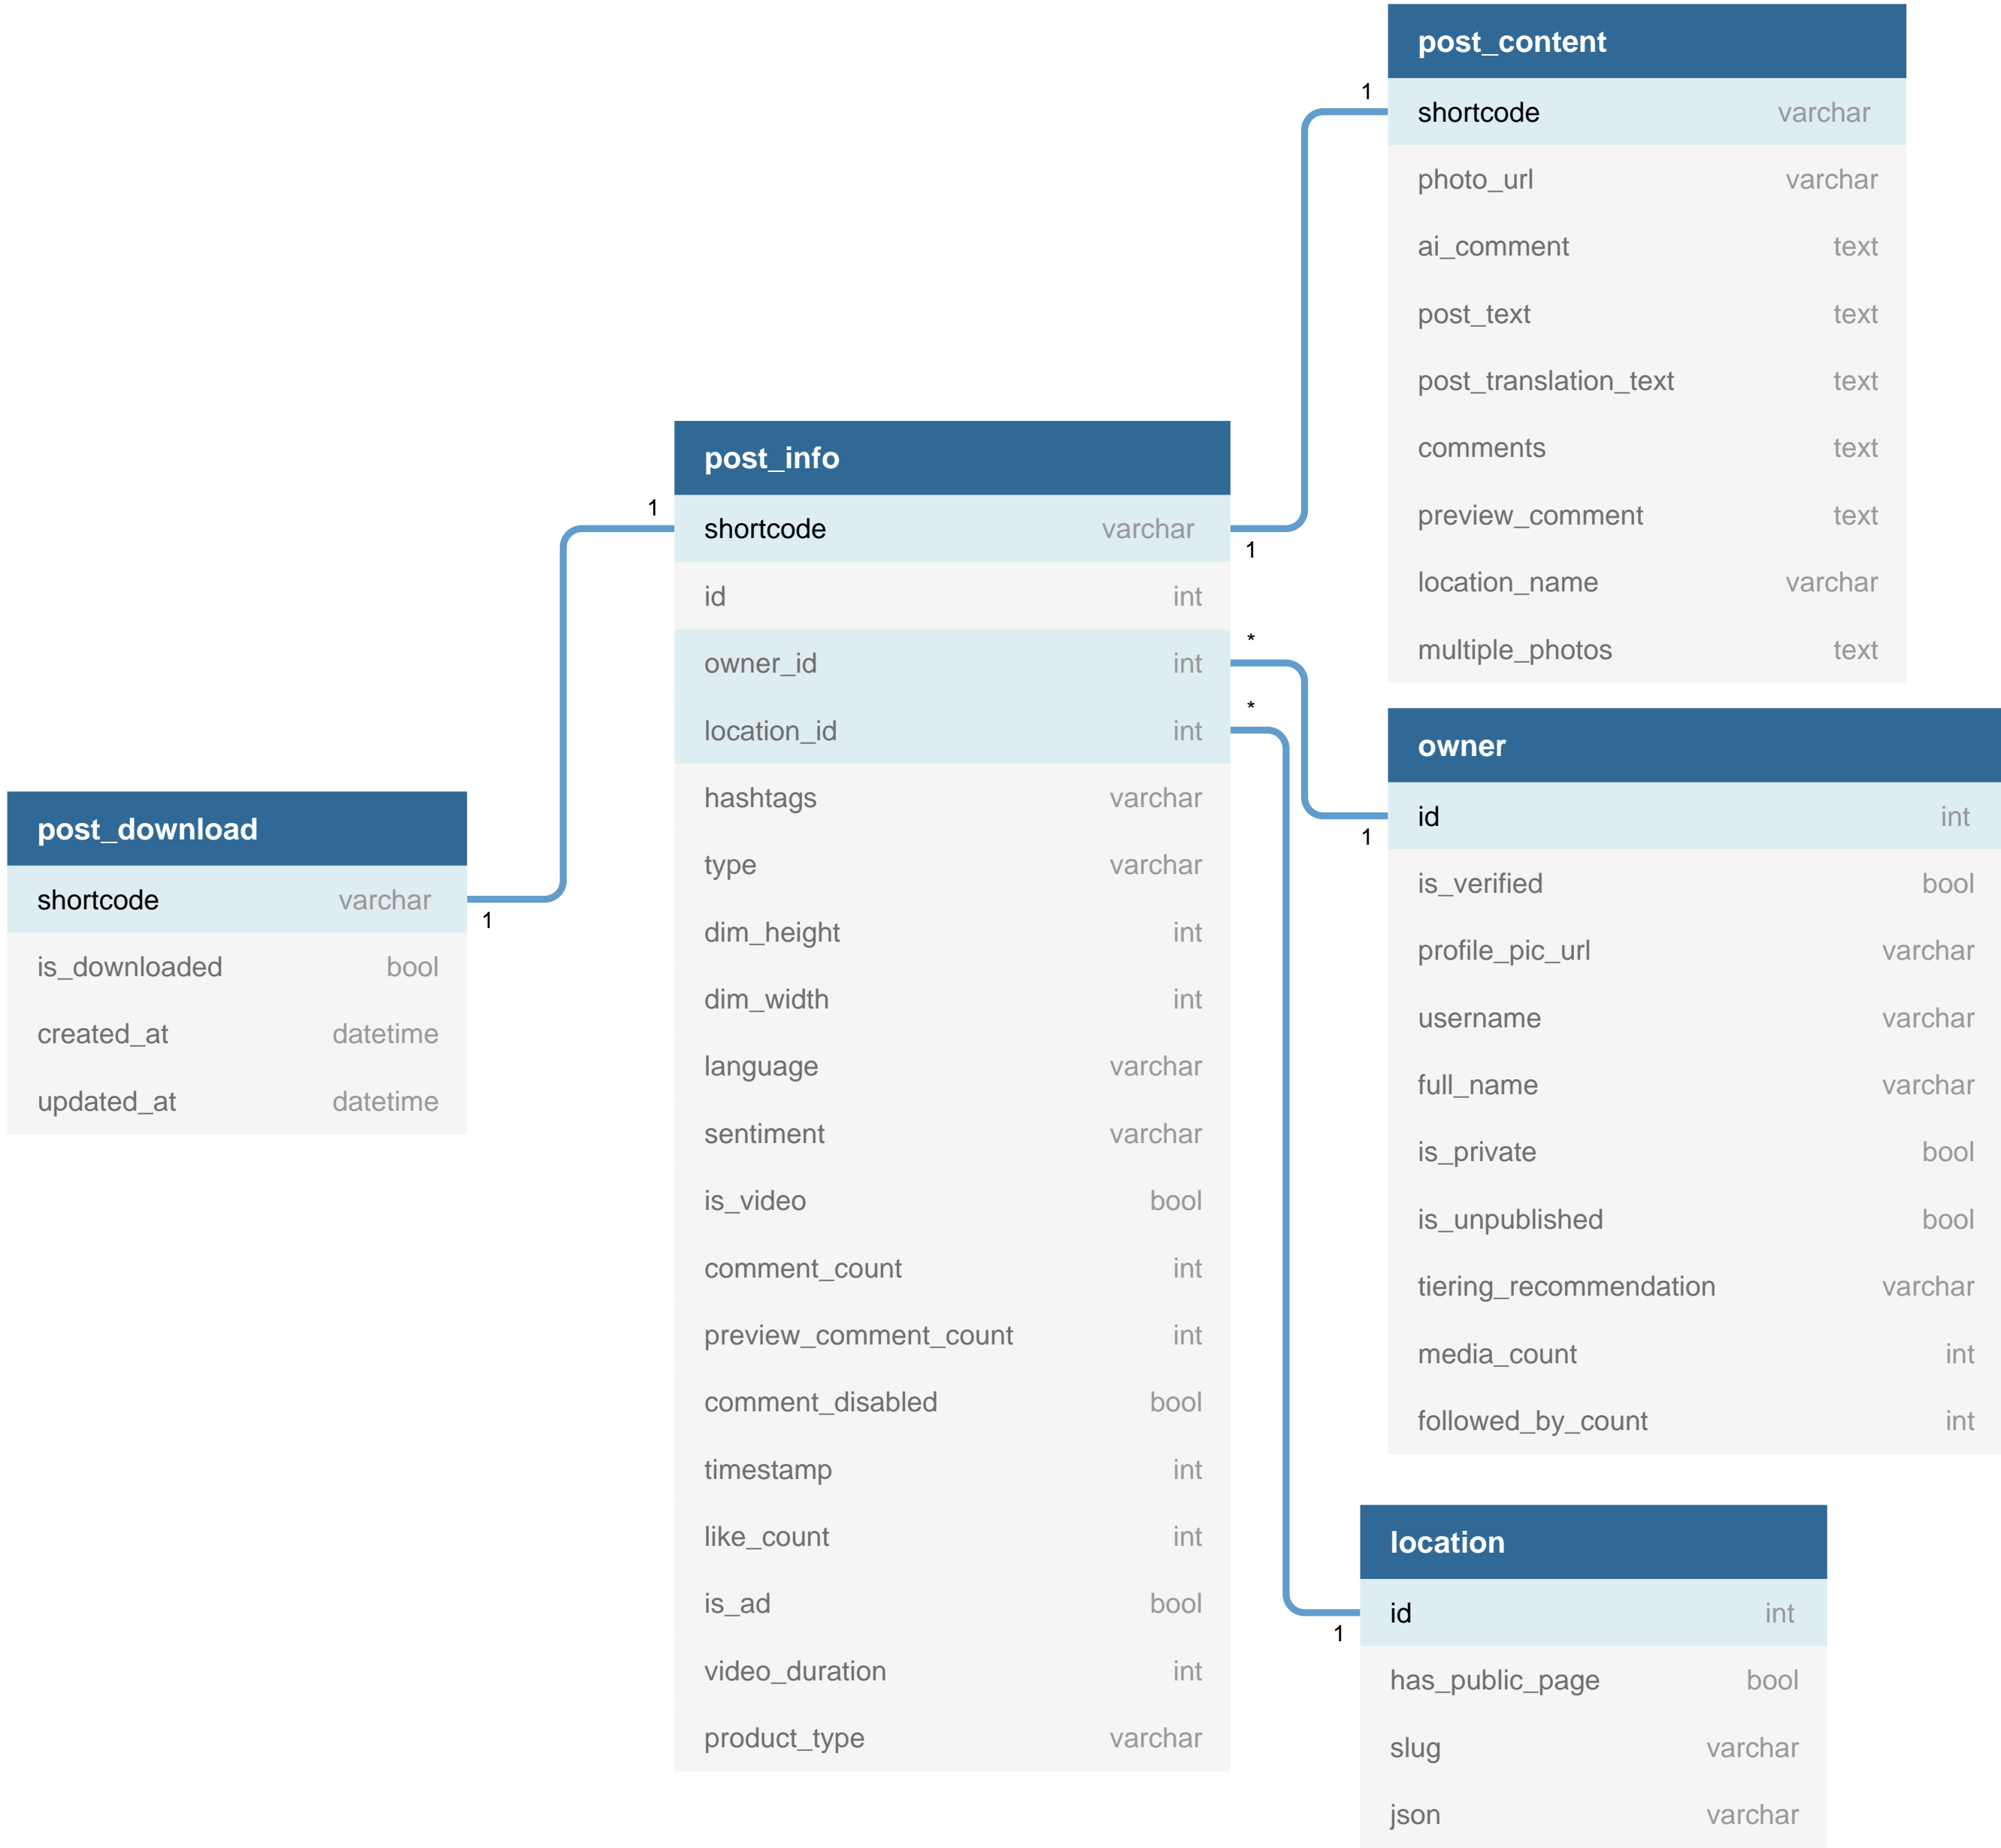 post_content
1
shortcode varchar
photo_url varchar
ai_comment text
post_text text
post_translation_text text
comments text
preview_comment text
location_name varchar
multiple_photos text
post_info
1
shortcode varchar
1
id int
*
owner_id int
*
location_id int
hashtags varchar
type varchar
dim_height int
dim_width int
language varchar
sentiment varchar
is_video bool
comment_count int
preview_comment_count int
comment_disabled bool
timestamp int
like_count int
is_ad bool
video_duration int
product_type varchar
owner
id int
1
is_verified bool
profile_pic_url varchar
username varchar
full_name varchar
is_private bool
is_unpublished bool
tiering_recommendation varchar
media_count int
followed_by_count int
post_download
shortcode varchar
1
is_downloaded bool
created_at datetime
updated_at datetime
location
id int
1
has_public_page bool
slug varchar
json varchar